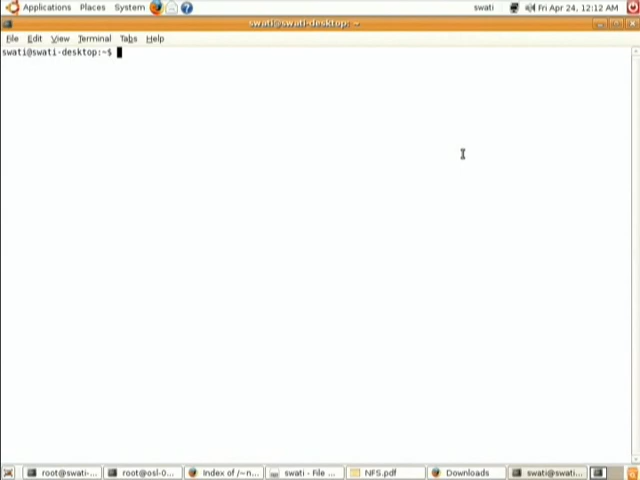 Applications Places System swati Fri Apr 24, 12:12 AM
swati@swati-desktop: ~
File Edit View Terminal Tabs Help
swati@swati-desktop:~$
root@swati-... root@osl-0... Index of /~n... swati - File ... NFS.pdf Downloads swati@swati...